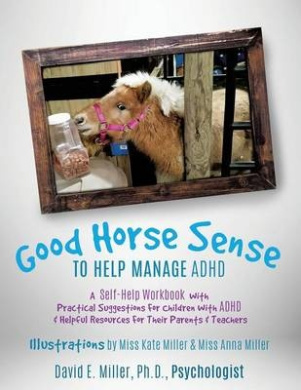 Good Horse Sense
TO HELP MANAGE ADHD
A Self-Help Workbook With
Practical Suggestions For Children With ADHD
& Helpful Resources For Their Parents & Teachers
Illustrations by Miss Kate Miller & Miss Anna Miller
David E. Miller, Ph.D., Psychologist